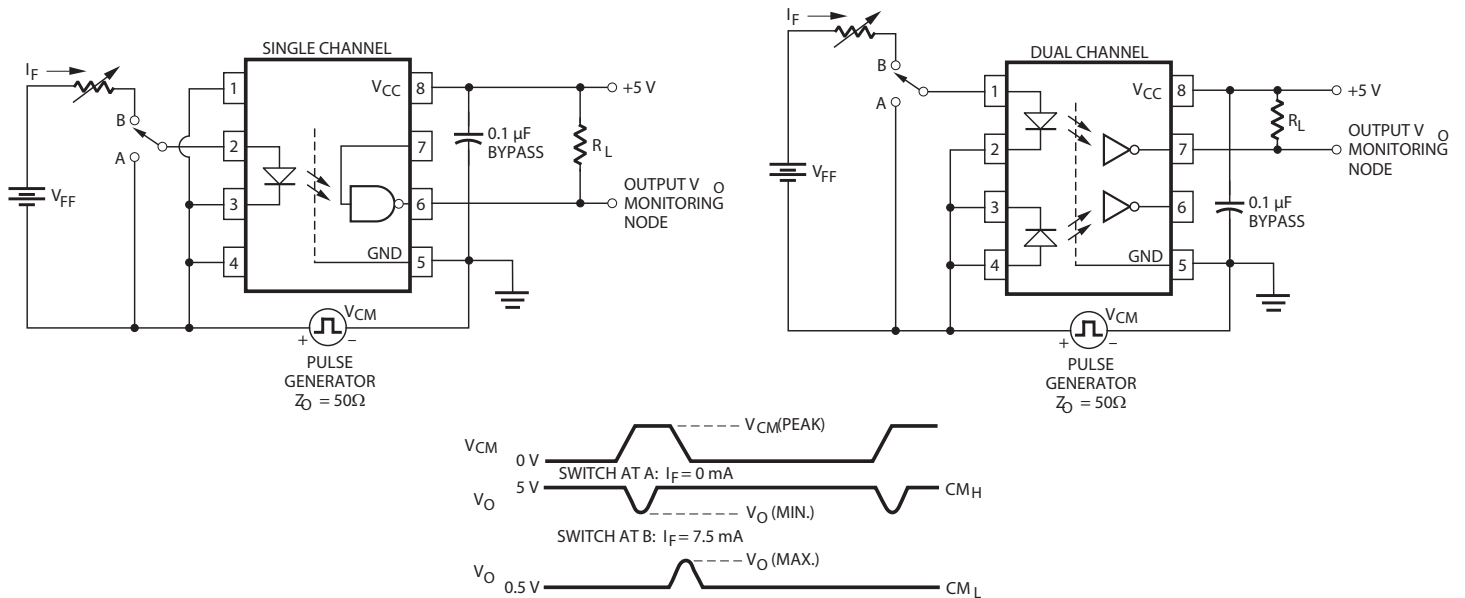 SINGLE CHANNEL
I F
B
A
V FF
1
2
3
4
V CC
8
7
6
GND
5
0.1 µF
BYPASS
R L
+5 V
OUTPUT V O
MONITORING
NODE
V CM
+
–
PULSE
GENERATOR
Z O = 50Ω
DUAL CHANNEL
I F
B
A
V FF
1
2
3
4
V CC
8
7
6
GND
5
R L
+5 V
OUTPUT V O
MONITORING
NODE
0.1 µF
BYPASS
V CM
+
–
PULSE
GENERATOR
Z O = 50Ω
V CM
0 V
V CM (PEAK)
SWITCH AT A: I F = 0 mA
V O
5 V
CM H
V O (MIN.)
SWITCH AT B: I F = 7.5 mA
V O
0.5 V
V O (MAX.)
CM L